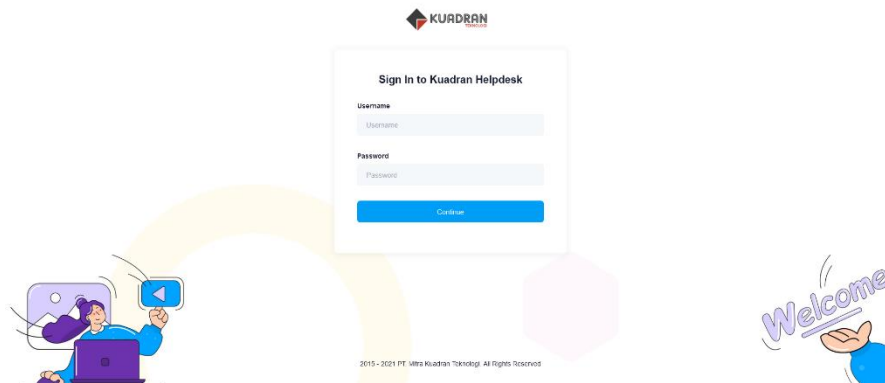 KUADRAN
TEKNOLOGI
Sign In to Kuadran Helpdesk
Username
Username
Password
Password
Continue
Welcome
2015 - 2021 PT. Mitra Kuadran Teknologi. All Rights Reserved